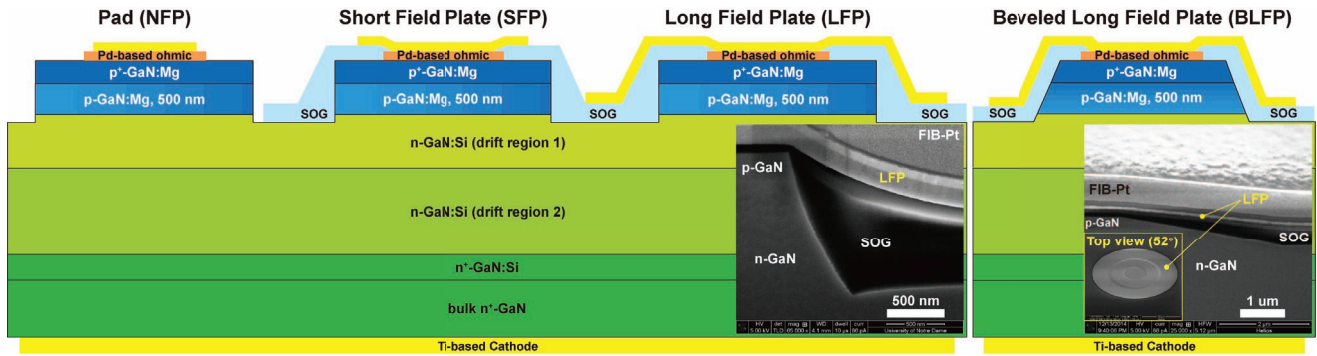 Pad (NFP)
Short Field Plate (SFP)
Long Field Plate (LFP)
Beveled Long Field Plate (BLFP)
Pd-based ohmic
Pd-based ohmic
Pd-based ohmic
Pd-based ohmic
p⁺-GaN:Mg
p⁺-GaN:Mg
p⁺-GaN:Mg
p⁺-GaN:Mg
p-GaN:Mg, 500 nm
p-GaN:Mg, 500 nm
p-GaN:Mg, 500 nm
p-GaN:Mg, 500 nm
SOG
SOG
SOG
SOG
SOG
n-GaN:Si (drift region 1)
n-GaN:Si (drift region 2)
n⁺-GaN:Si
bulk n⁺-GaN
Ti-based Cathode
Ti-based Cathode
FIB-Pt
p-GaN
LFP
SOG
n-GaN
500 nm
University of Notre Dame
FIB-Pt
LFP
p-GaN
SOG
Top view (52°)
n-GaN
1 um
Helios